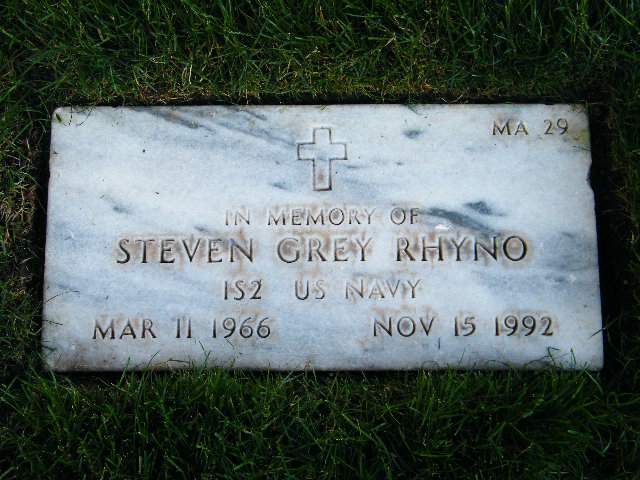 MA 29
IN MEMORY OF
STEVEN GREY RHYNO
IS2 US NAVY
MAR 11 1966 NOV 15 1992